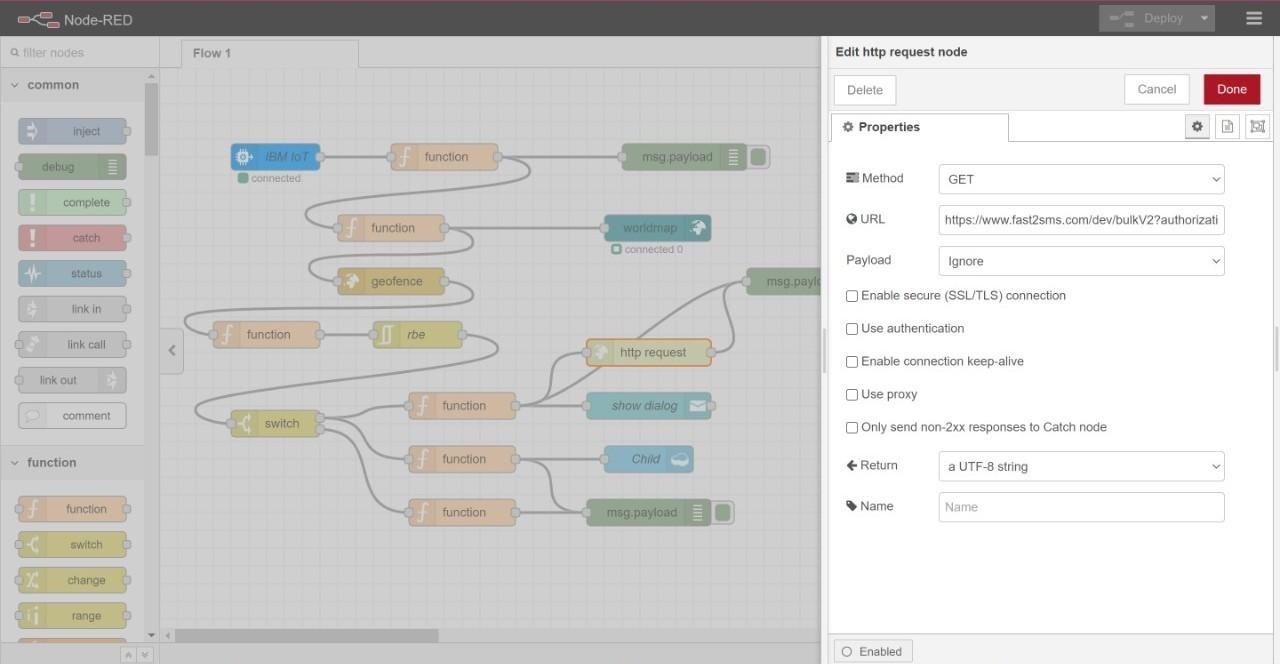 Node-RED
Deploy
filter nodes
common
inject
debug
complete
catch
status
link in
link call
link out
comment
function
function
switch
change
range
Flow 1
IBM IoT
connected
function
msg.payload
function
worldmap
connected 0
geofence
msg.paylo
function
rbe
http request
switch
function
show dialog
function
Child
function
msg.payload
Edit http request node
Delete
Cancel
Done
Properties
Method
GET
URL
https://www.fast2sms.com/dev/bulkV2?authorizati
Payload
Ignore
Enable secure (SSL/TLS) connection
Use authentication
Enable connection keep-alive
Use proxy
Only send non-2xx responses to Catch node
Return
a UTF-8 string
Name
Name
Enabled